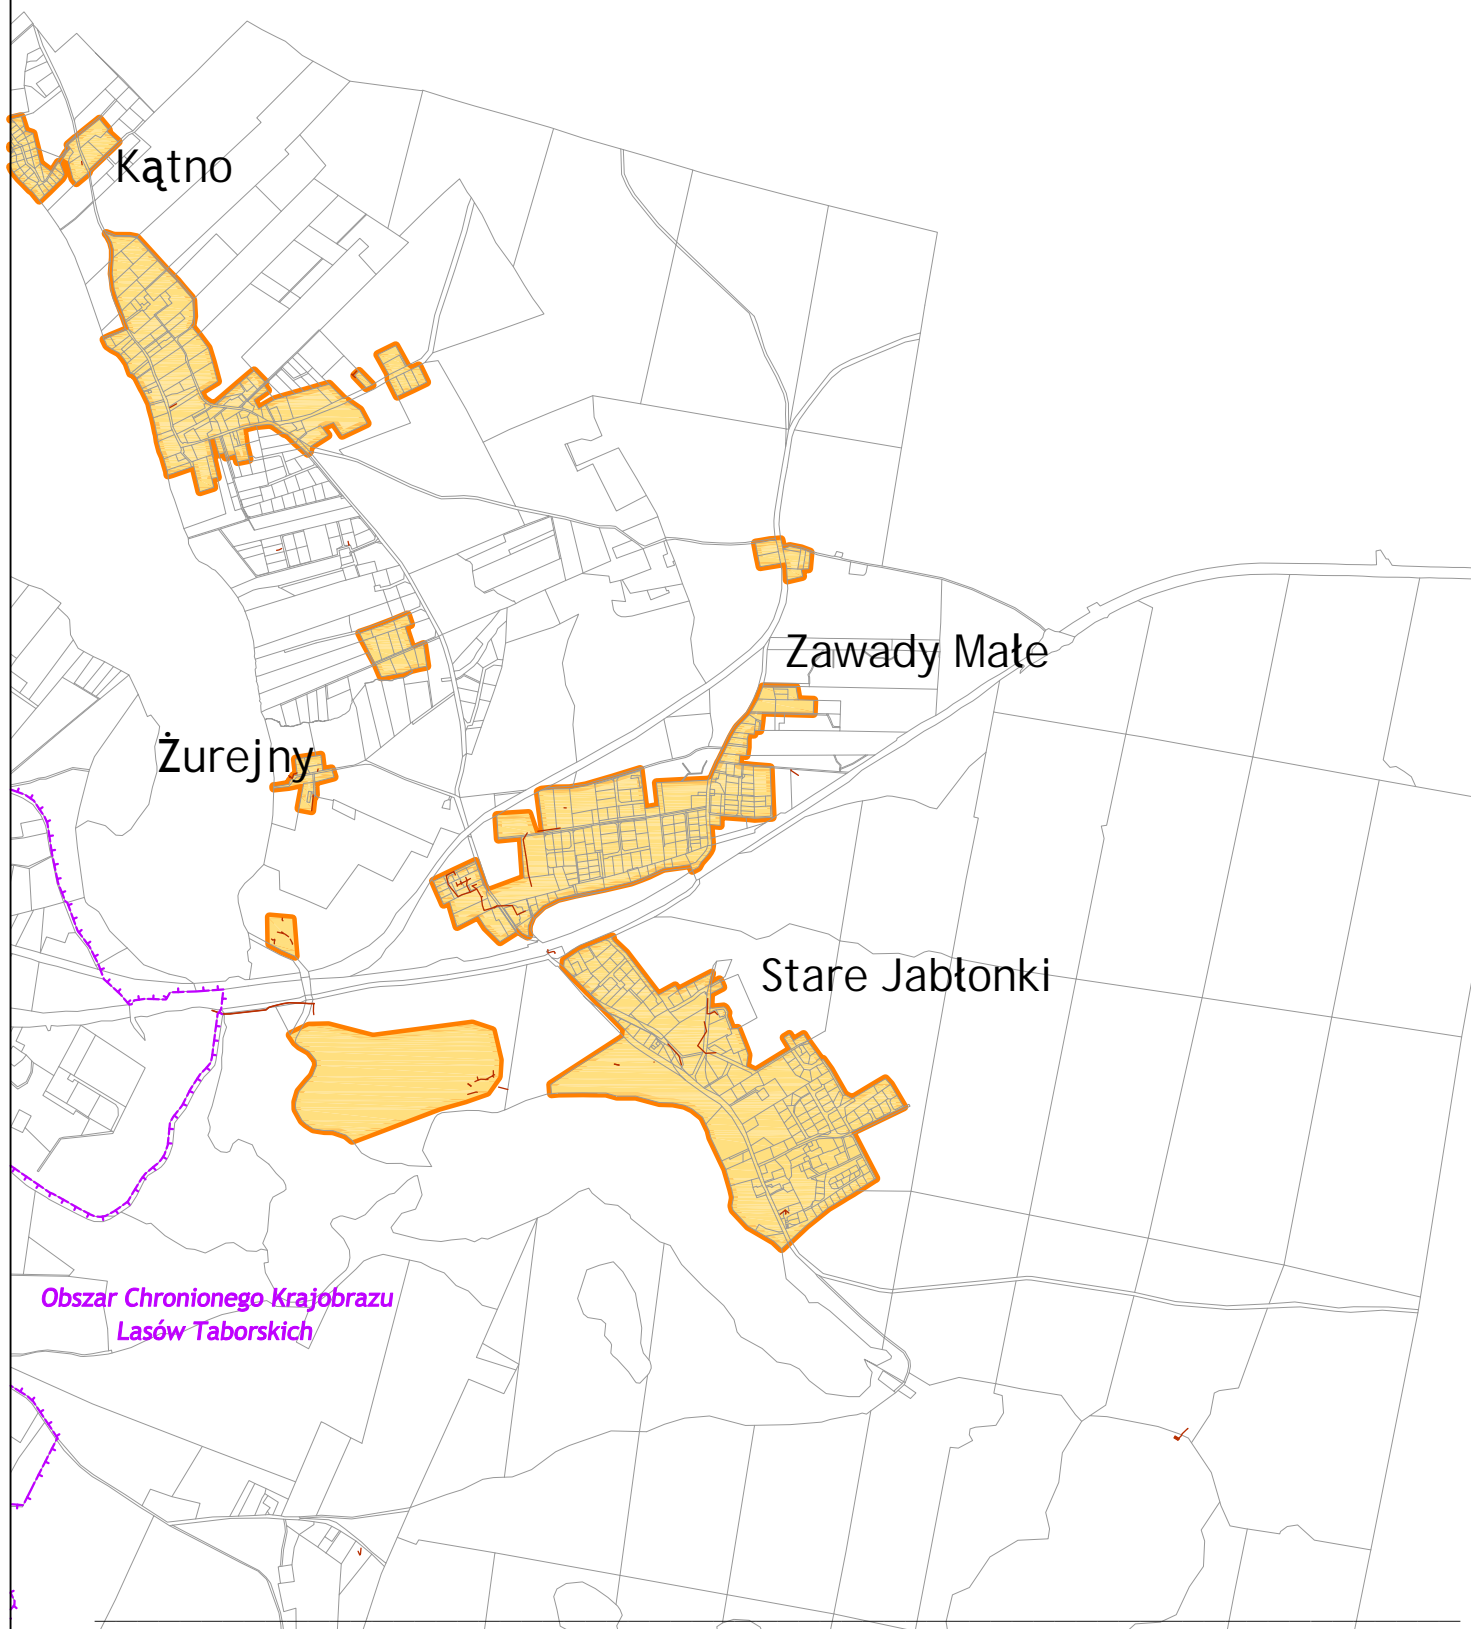 Kątno
Zawady Małe
Żurejny
Stare Jabłonki
Obszar Chronionego Krajobrazu
Lasów Taborskich